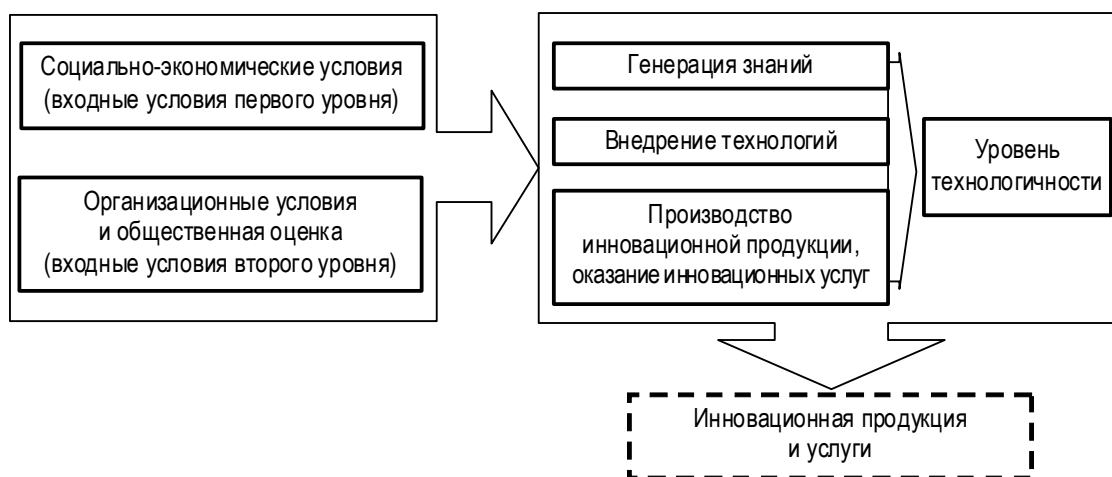 Социально-экономические условия
(входные условия первого уровня)
Организационные условия
и общественная оценка
(входные условия второго уровня)
Генерация знаний
Внедрение технологий
Производство
инновационной продукции,
оказание инновационных услуг
Уровень
технологичности
Инновационная продукция
и услуги